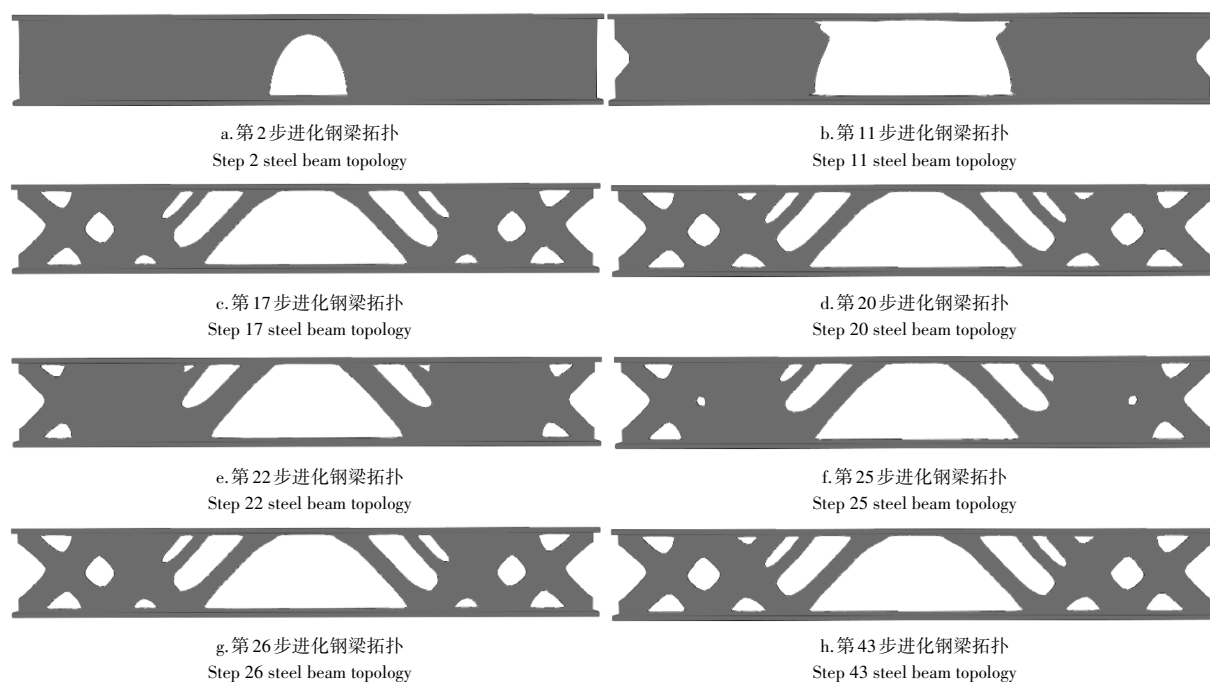 a.第2步进化钢梁拓扑
Step 2 steel beam topology
b.第11步进化钢梁拓扑
Step 11 steel beam topology
c.第17步进化钢梁拓扑
Step 17 steel beam topology
d.第20步进化钢梁拓扑
Step 20 steel beam topology
e.第22步进化钢梁拓扑
Step 22 steel beam topology
f.第25步进化钢梁拓扑
Step 25 steel beam topology
g.第26步进化钢梁拓扑
Step 26 steel beam topology
h.第43步进化钢梁拓扑
Step 43 steel beam topology